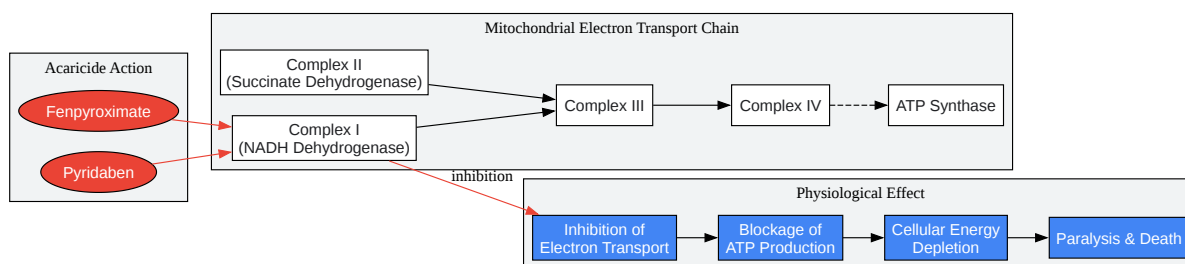 Mitochondrial Electron Transport Chain
Acaricide Action
Complex II
(Succinate Dehydrogenase)
Fenpyroximate
Complex III
Complex IV
ATP Synthase
Complex I
(NADH Dehydrogenase)
Pyridaben
inhibition
Physiological Effect
Inhibition of
Electron Transport
Blockage of
ATP Production
Cellular Energy
Depletion
Paralysis & Death